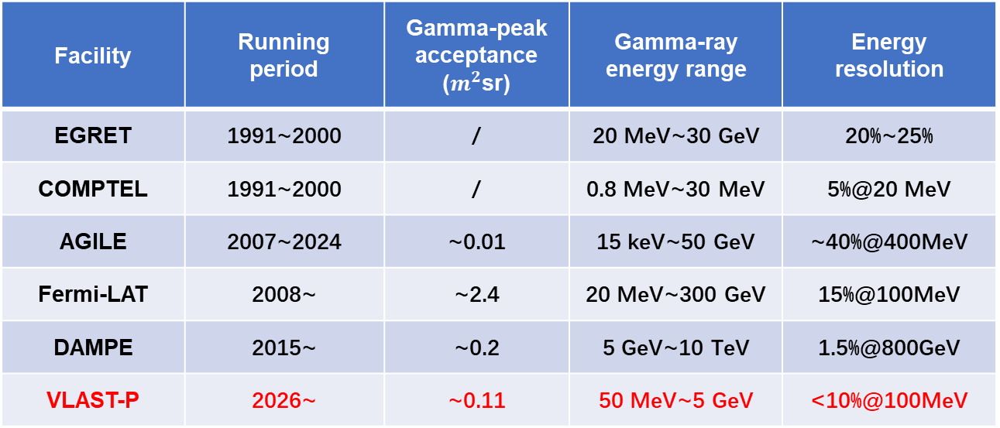 Facility Running period Gamma-peak acceptance (m²sr) Gamma-ray energy range Energy resolution
EGRET 1991~2000 / 20 MeV~30 GeV 20%~25%
COMPTEL 1991~2000 / 0.8 MeV~30 MeV 5%@20 MeV
AGILE 2007~2024 ~0.01 15 keV~50 GeV ~40%@400MeV
Fermi-LAT 2008~ ~2.4 20 MeV~300 GeV 15%@100MeV
DAMPE 2015~ ~0.2 5 GeV~10 TeV 1.5%@800GeV
VLAST-P 2026~ ~0.11 50 MeV~5 GeV <10%@100MeV